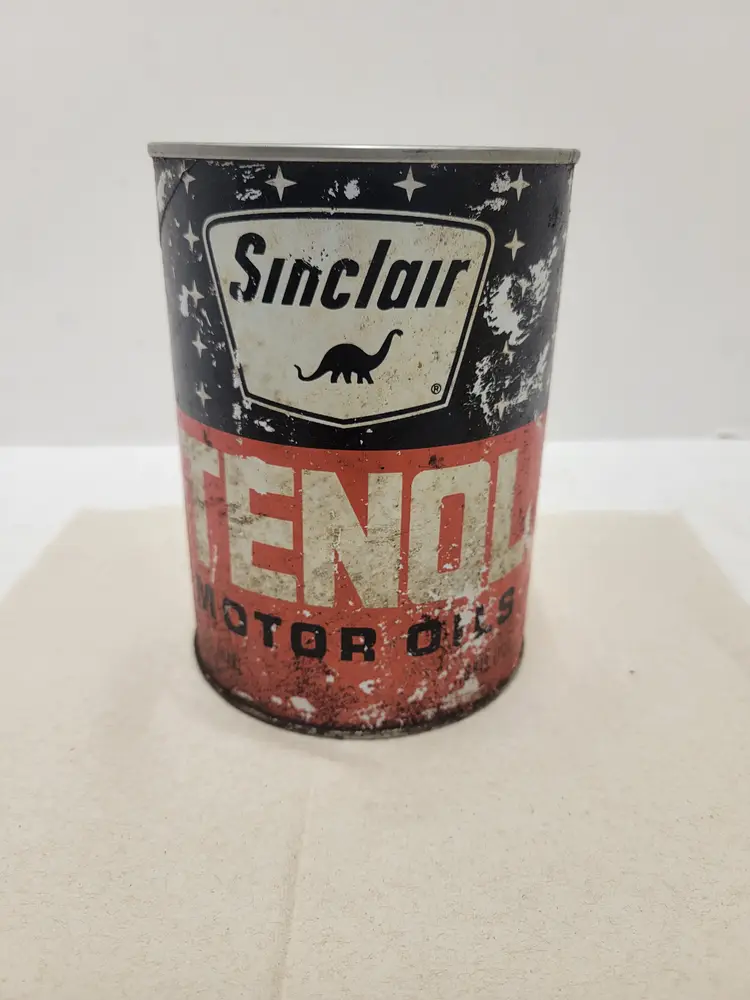 Sinclair
®
TENOL
MOTOR OILS